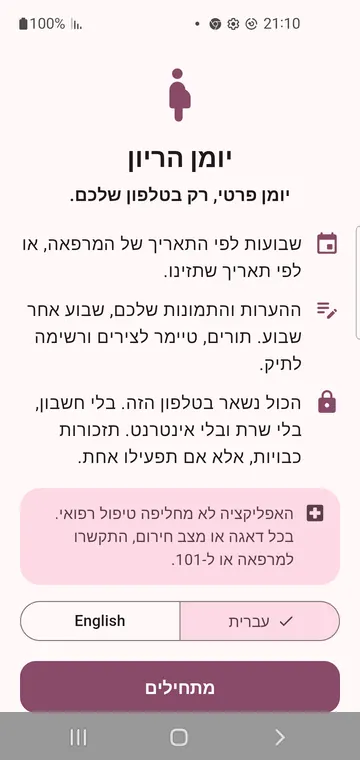 100%
21:10
יומן הריון
יומן פרטי, רק בטלפון שלכם.
שבועות לפי התאריך של המרפאה, או
לפי תאריך שתזינו.
ההערות והתמונות שלכם, שבוע אחר
שבוע. תורים, טיימר לצירים ורשימה
לתיק.
הכול נשאר בטלפון הזה. בלי חשבון,
בלי שרת ובלי אינטרנט. תזכורות
כבויות, אלא אם תפעילו אחת.
האפליקציה לא מחליפה טיפול רפואי.
בכל דאגה או מצב חירום, התקשרו
למרפאה או ל-101.
עברית
English
מתחילים